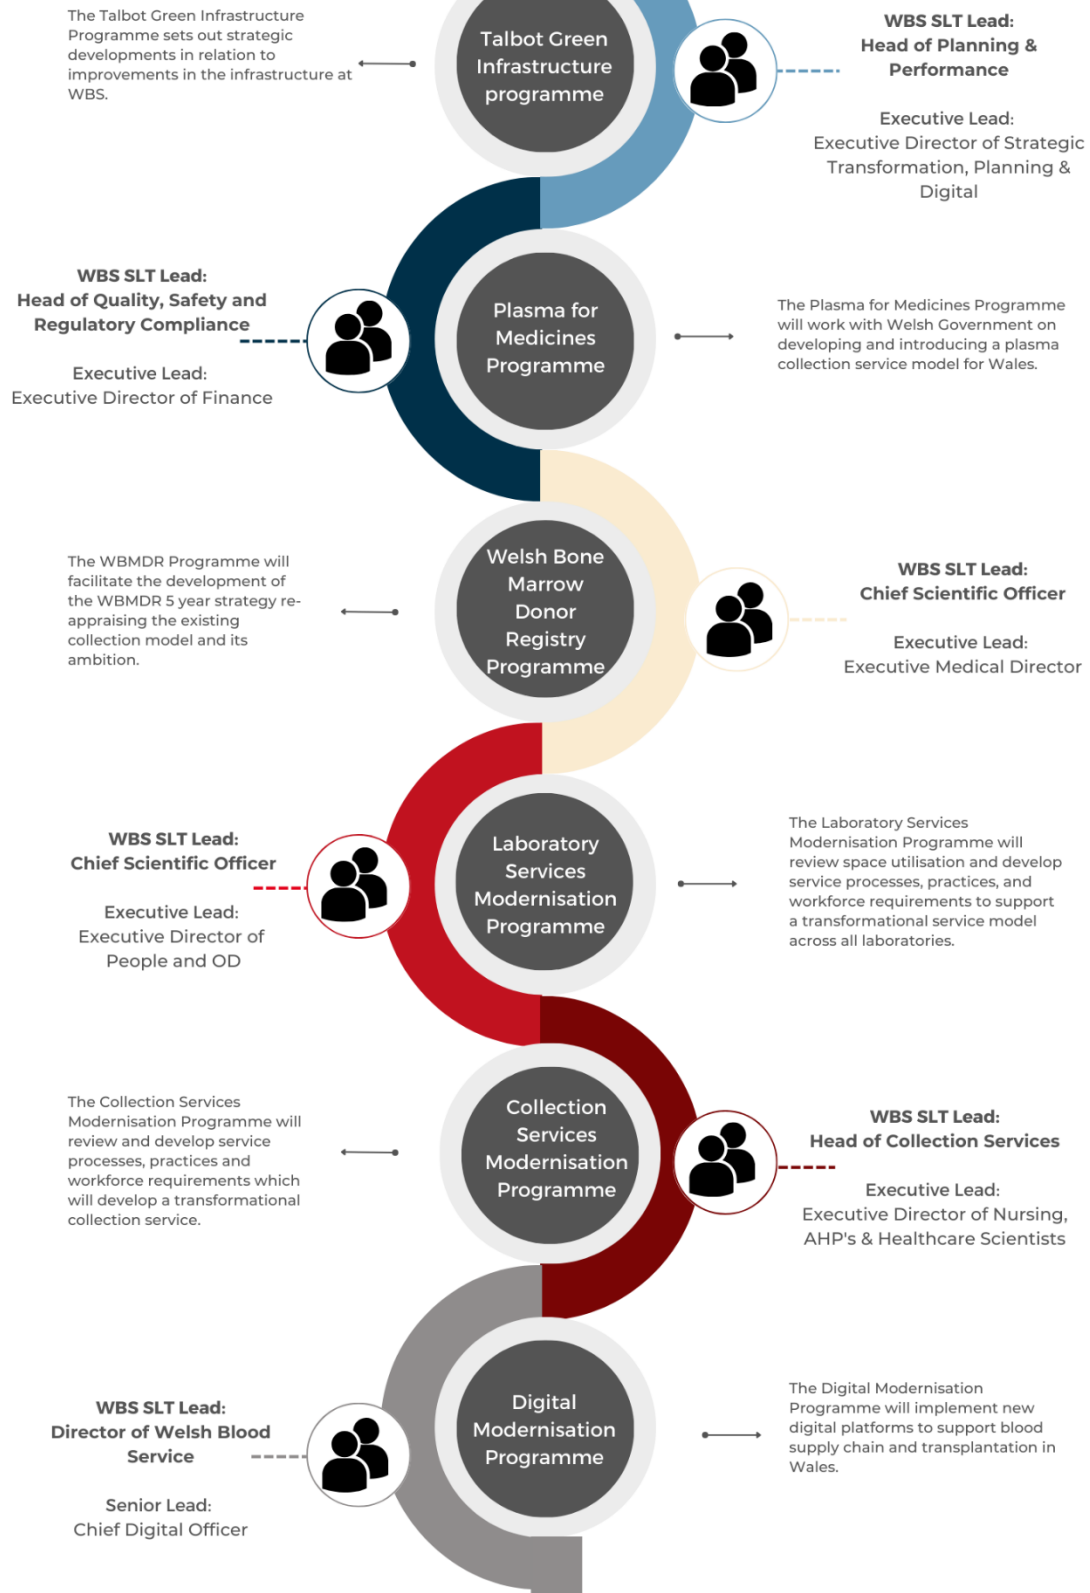 The Talbot Green Infrastructure
Programme sets out strategic
developments in relation to
improvements in the infrastructure at
WBS.
Talbot Green
Infrastructure
programme
WBS SLT Lead:
Head of Planning &
Performance
Executive Lead:
Executive Director of Strategic
Transformation, Planning &
Digital
WBS SLT Lead:
Head of Quality, Safety and
Regulatory Compliance
Executive Lead:
Executive Director of Finance
Plasma for
Medicines
Programme
The Plasma for Medicines Programme
will work with Welsh Government on
developing and introducing a plasma
collection service model for Wales.
The WBMDR Programme will
facilitate the development of
the WBMDR 5 year strategy re-
appraising the existing
collection model and its
ambition.
Welsh Bone
Marrow
Donor
Registry
Programme
WBS SLT Lead:
Chief Scientific Officer
Executive Lead:
Executive Medical Director
WBS SLT Lead:
Chief Scientific Officer
Executive Lead:
Executive Director of
People and OD
Laboratory
Services
Modernisation
Programme
The Laboratory Services
Modernisation Programme will
review space utilisation and develop
service processes, practices, and
workforce requirements to support
a transformational service model
across all laboratories.
The Collection Services
Modernisation Programme will
review and develop service
processes, practices and
workforce requirements which
will develop a transformational
collection service.
Collection
Services
Modernisation
Programme
WBS SLT Lead:
Head of Collection Services
Executive Lead:
Executive Director of Nursing,
AHP's & Healthcare Scientists
WBS SLT Lead:
Director of Welsh Blood
Service
Senior Lead:
Chief Digital Officer
Digital
Modernisation
Programme
The Digital Modernisation
Programme will implement new
digital platforms to support blood
supply chain and transplantation in
Wales.